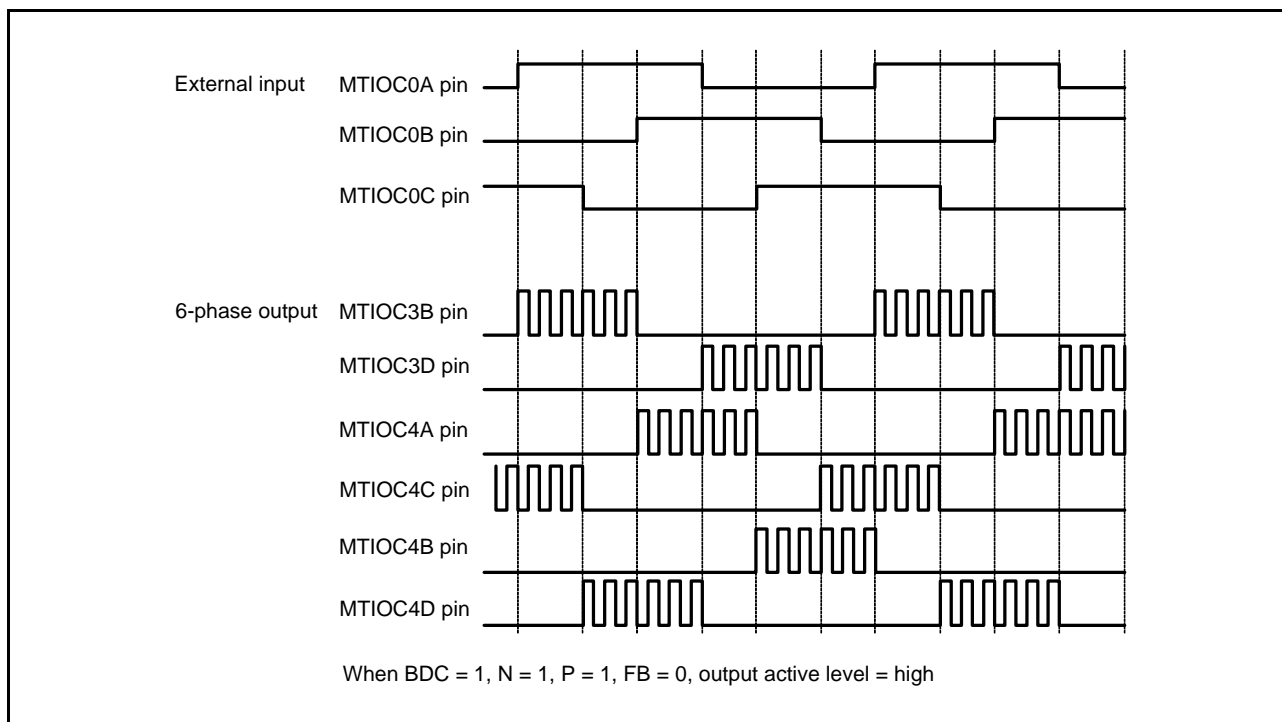 External input MTIOC0A pin
MTIOC0B pin
MTIOC0C pin
6-phase output MTIOC3B pin
MTIOC3D pin
MTIOC4A pin
MTIOC4C pin
MTIOC4B pin
MTIOC4D pin
When BDC = 1, N = 1, P = 1, FB = 0, output active level = high